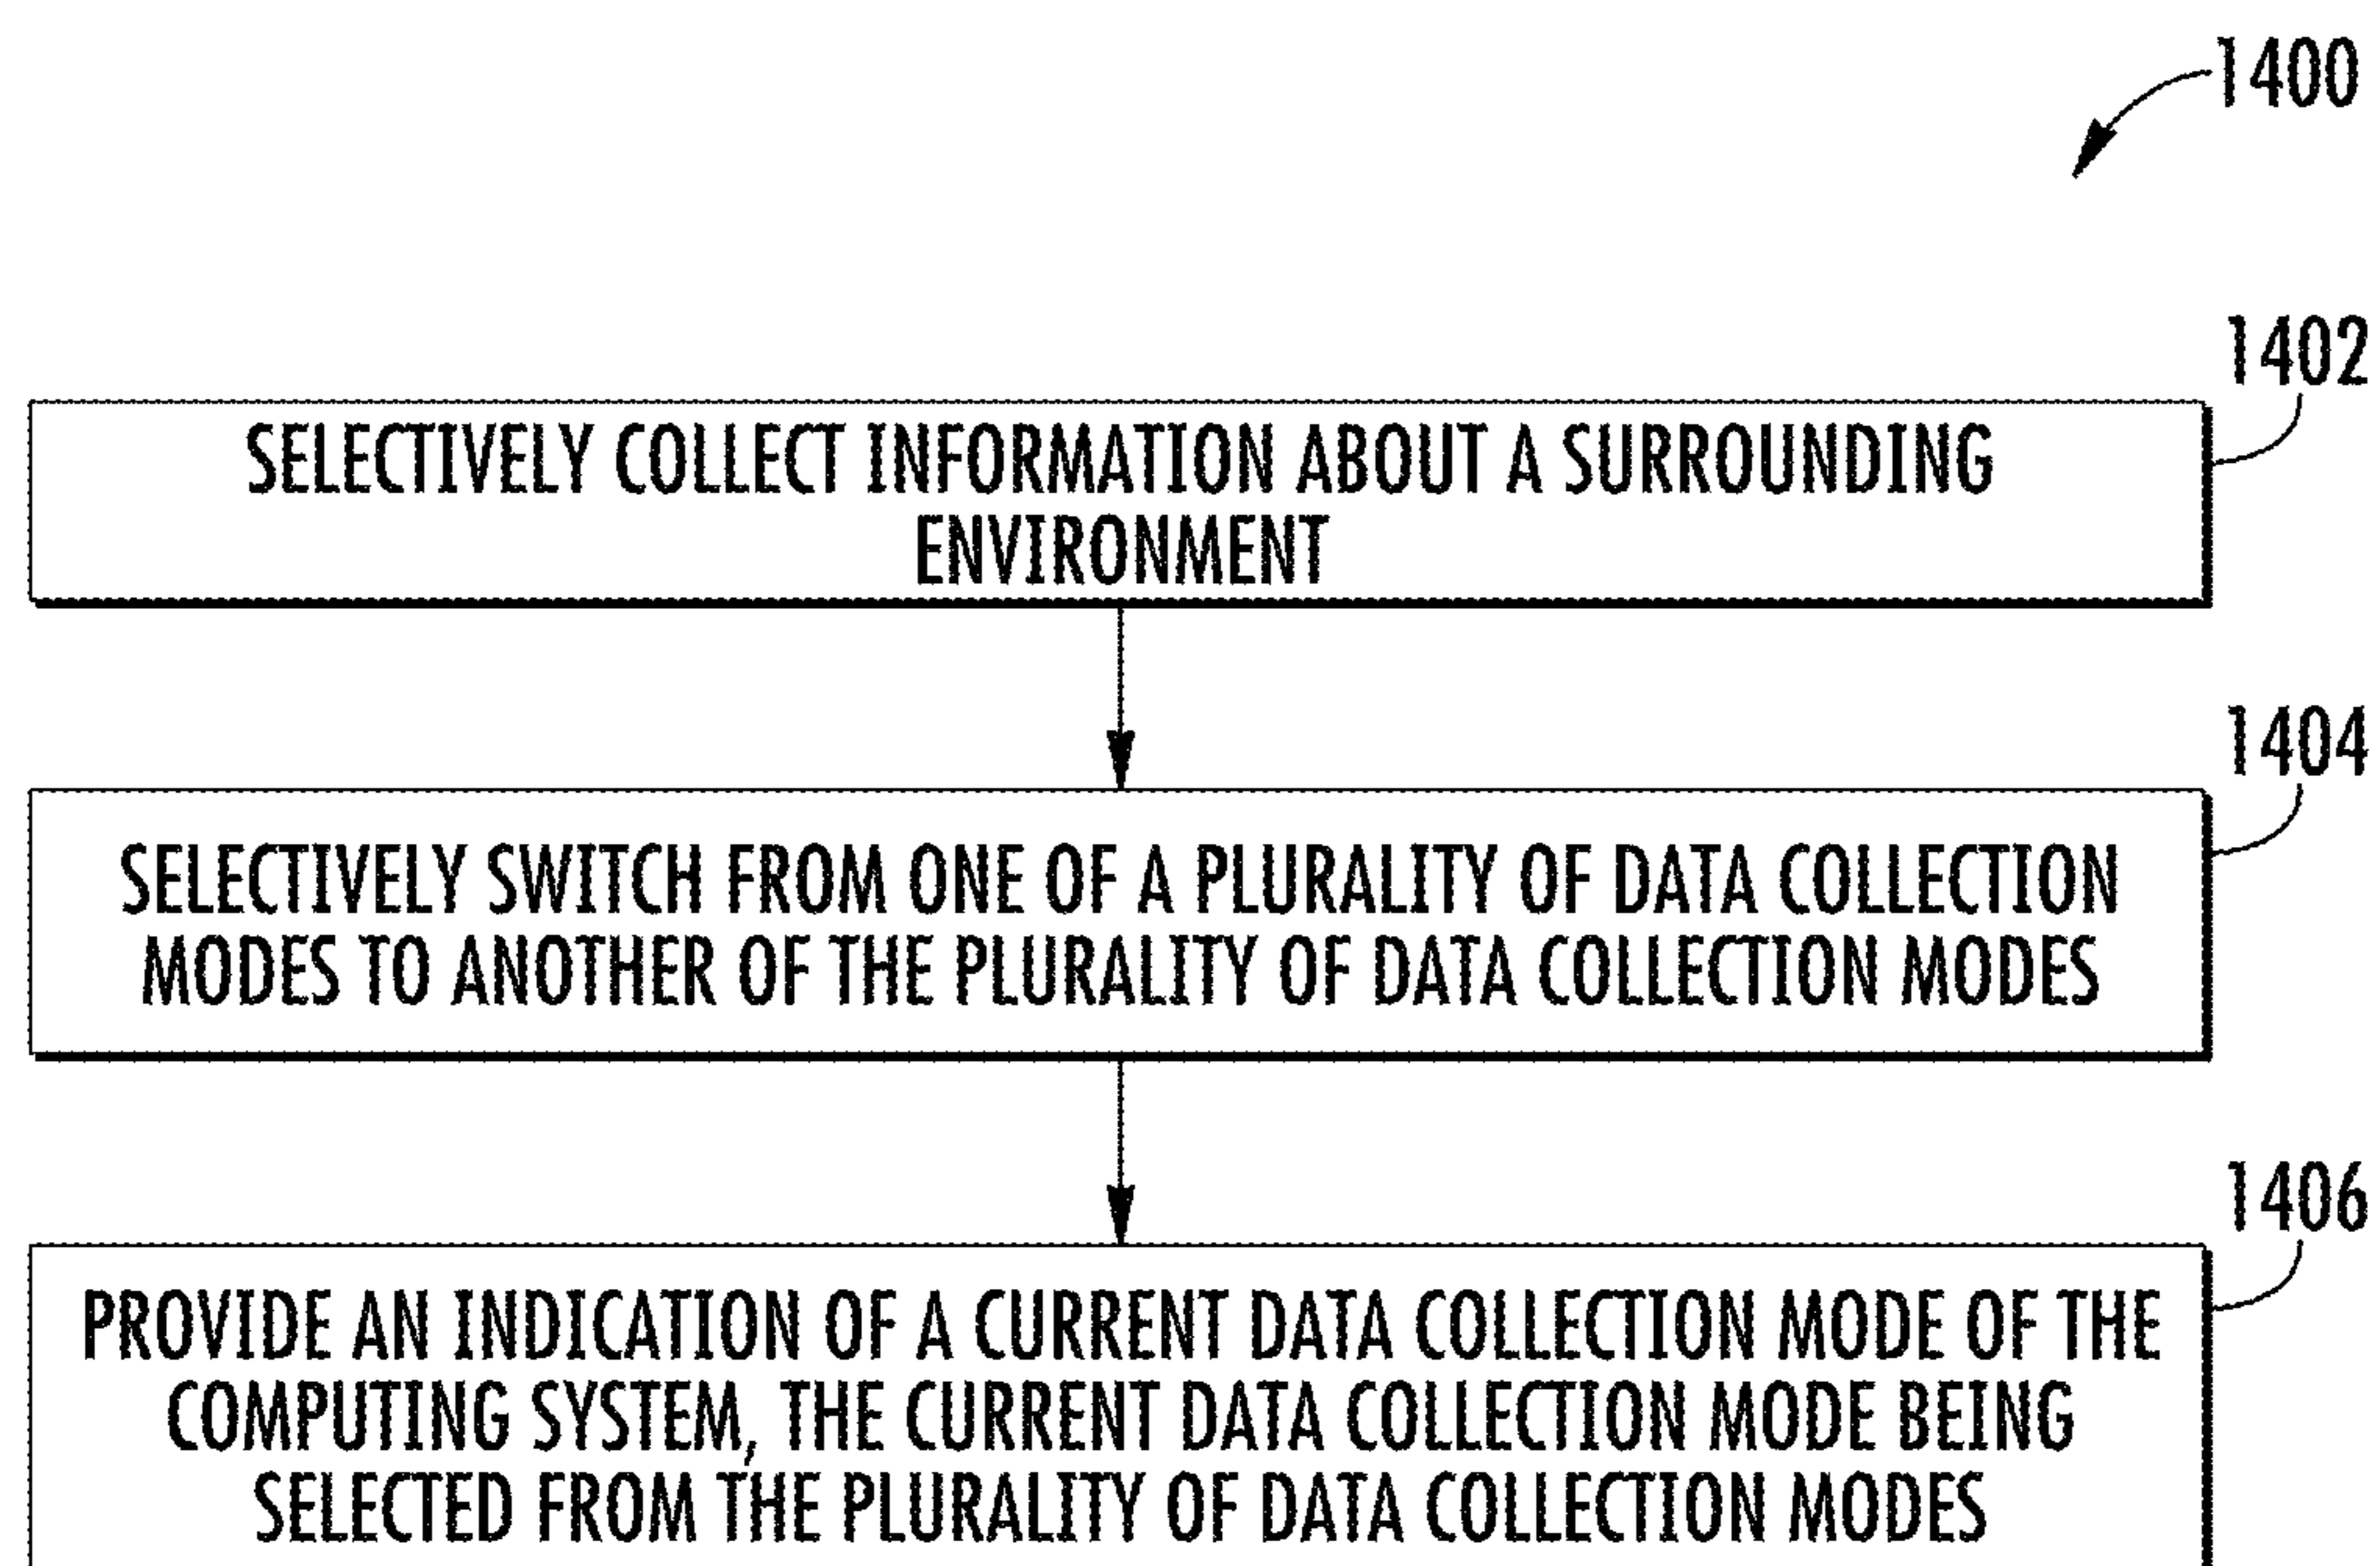 1400
1402
SELECTIVELY COLLECT INFORMATION ABOUT A SURROUNDING
ENVIRONMENT
1404
SELECTIVELY SWITCH FROM ONE OF A PLURALITY OF DATA COLLECTION
MODES TO ANOTHER OF THE PLURALITY OF DATA COLLECTION MODES
1406
PROVIDE AN INDICATION OF A CURRENT DATA COLLECTION MODE OF THE
COMPUTING SYSTEM, THE CURRENT DATA COLLECTION MODE BEING
SELECTED FROM THE PLURALITY OF DATA COLLECTION MODES